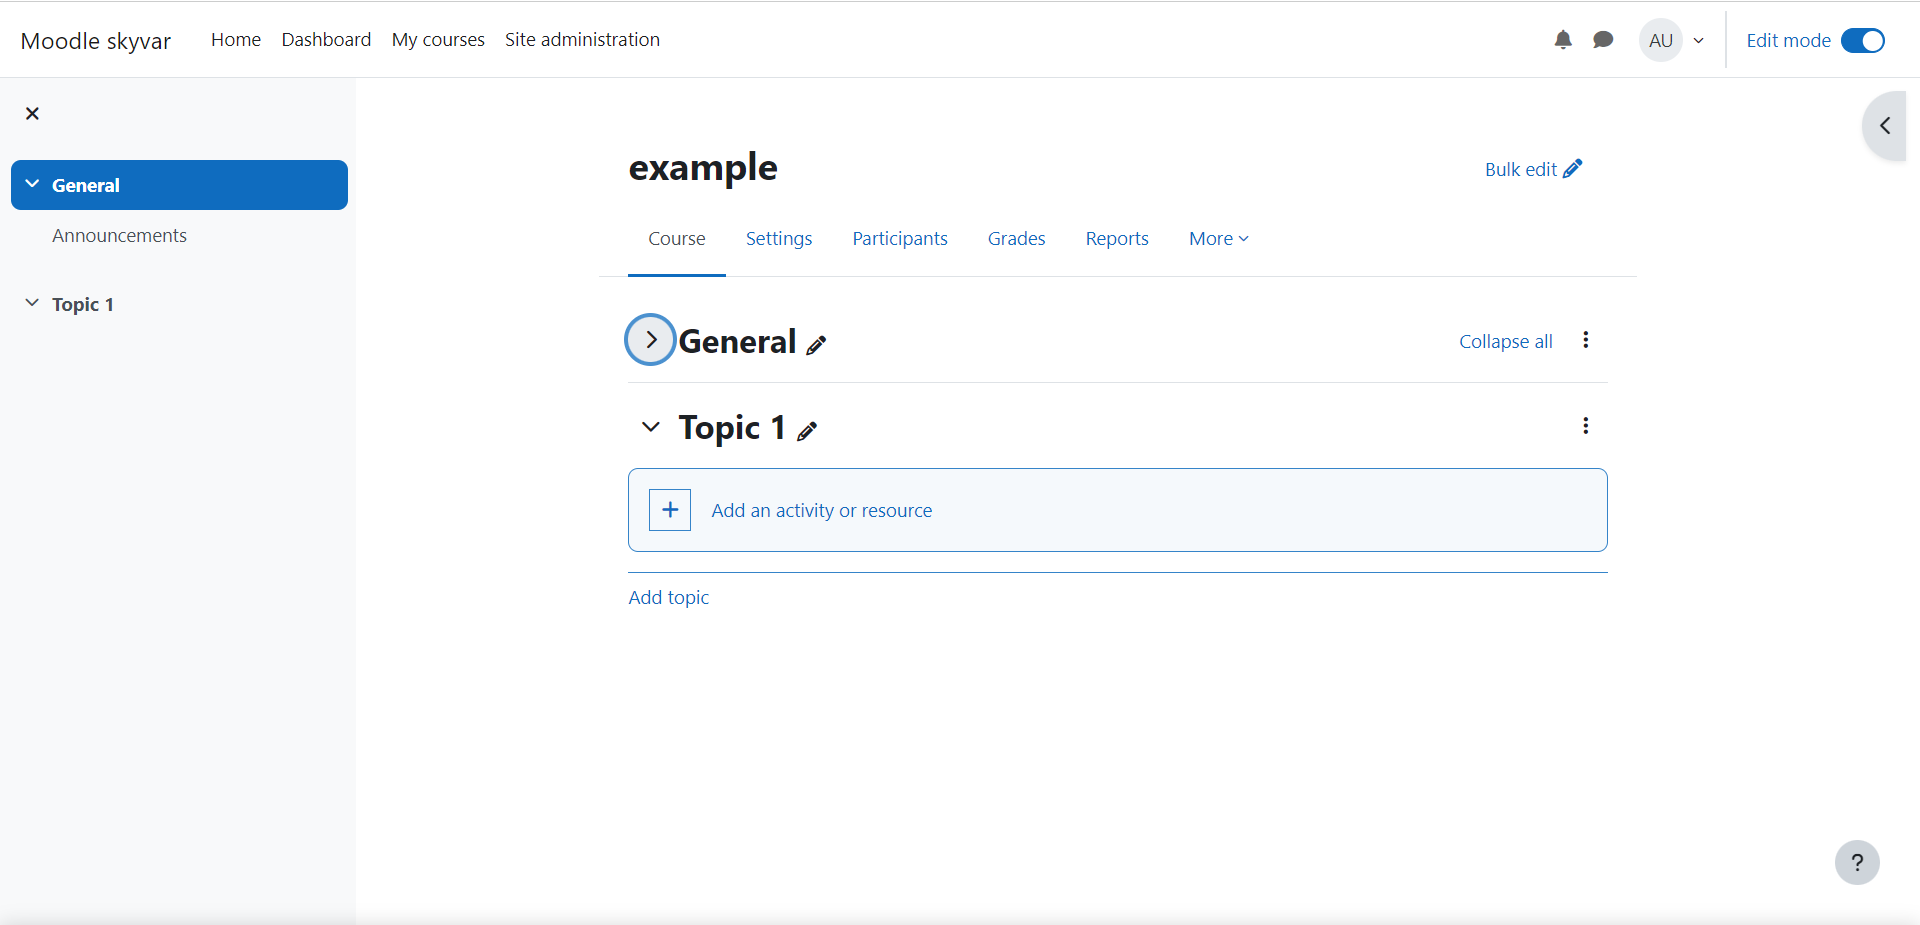 Moodle skyvar Home Dashboard My courses Site administration AU Edit mode
General
Announcements
Topic 1
example Bulk edit
Course Settings Participants Grades Reports More
General Collapse all
Topic 1
+ Add an activity or resource
Add topic
?